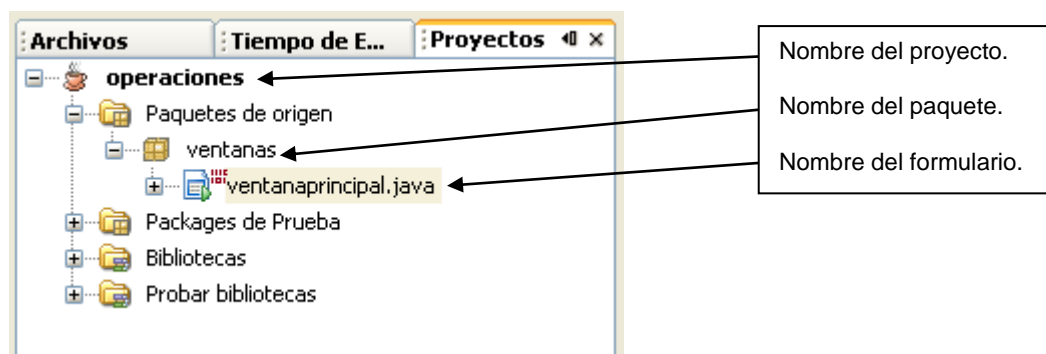 Archivos
Tiempo de E...
Proyectos
operaciones
Paquetes de origen
ventanas
ventanaprincipal.java
Packages de Prueba
Bibliotecas
Probar bibliotecas
Nombre del proyecto.
Nombre del paquete.
Nombre del formulario.